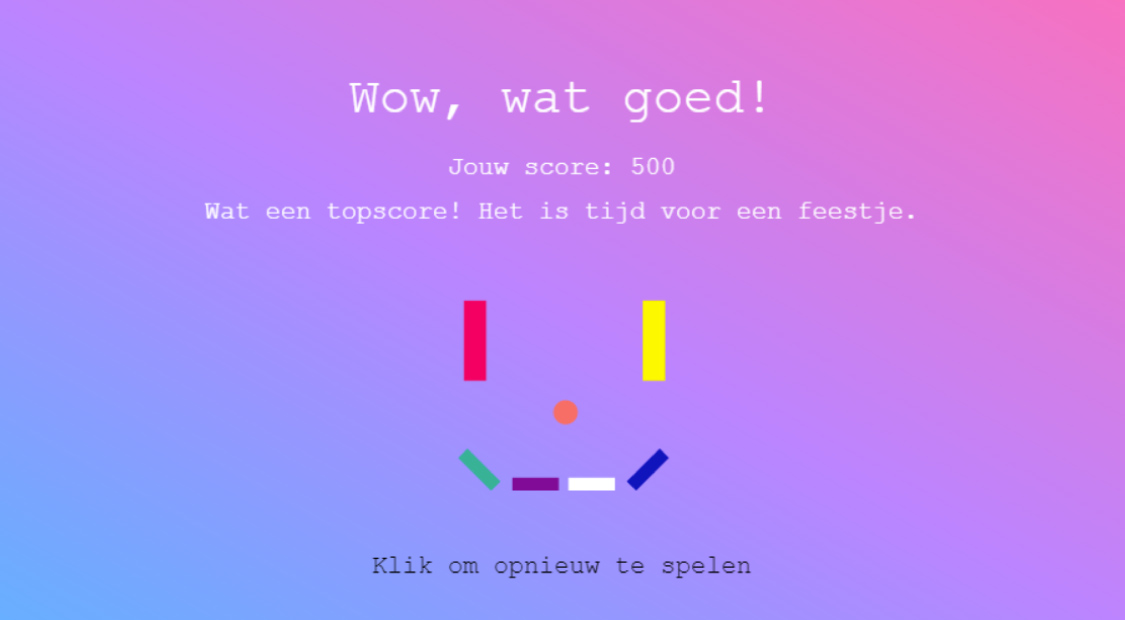 Wow, wat goed!
Jouw score: 500
Wat een topscore! Het is tijd voor een feestje.
Klik om opnieuw te spelen